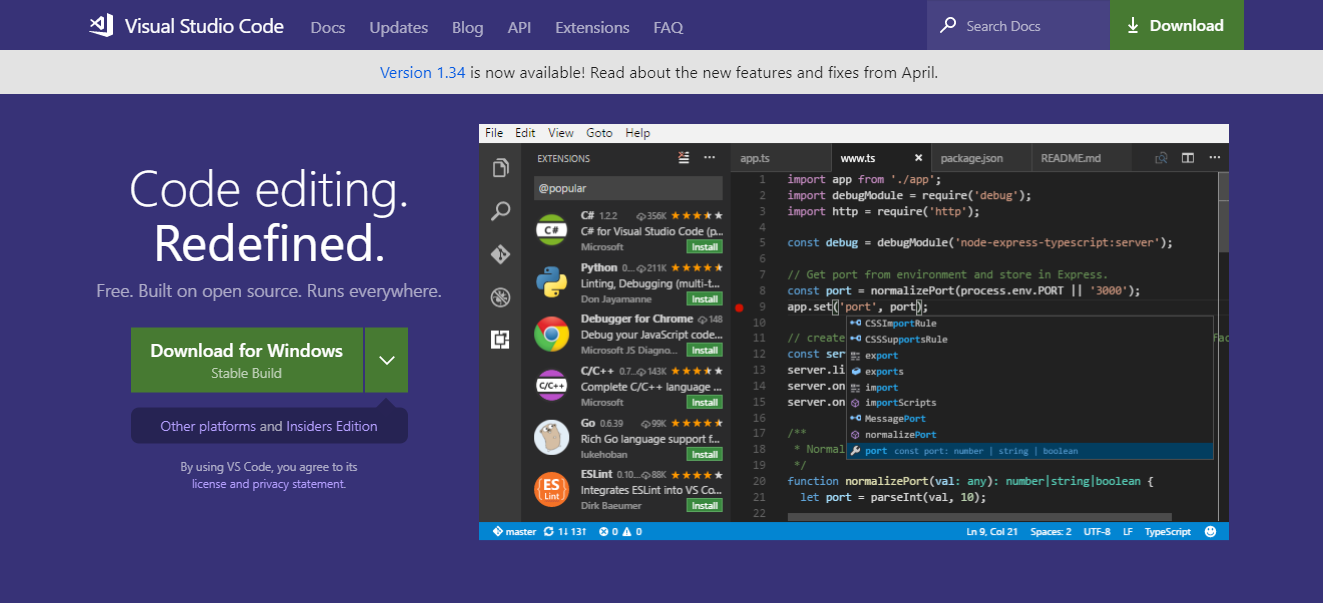 Visual Studio Code Docs Updates Blog API Extensions FAQ Search Docs Download
Version 1.34 is now available! Read about the new features and fixes from April.
Code editing.
Redefined.
Free. Built on open source. Runs everywhere.
Download for Windows
Stable Build
Other platforms and Insiders Edition
By using VS Code, you agree to its
license and privacy statement.
File Edit View Goto Help
EXTENSIONS
@popular
C# 1.2.2 356K
C#
C# for Visual Studio Code (p...
Microsoft Install
Python 0... 211K
Linting, Debugging (multi-t...
Don Jayamanne Install
Debugger for Chrome 148
Debug your JavaScript code...
Microsoft JS Diagno... Install
C/C++ 0.7... 143K
C/C++
Complete C/C++ language ...
Microsoft Install
Go 0.6.39 99K
Rich Go language support f...
lukehoban Install
ESLint 0.10... 88K
ES
Lint
Integrates ESLint into VS Co...
Dirk Baeumer Install
app.ts www.ts package.json README.md
1 import app from './app';
2 import debugModule = require('debug');
3 import http = require('http');
4
5 const debug = debugModule('node-express-typescript:server');
6
7 // Get port from environment and store in Express.
8 const port = normalizePort(process.env.PORT || '3000');
9 app.set('port', port);
10
11 // create
12 const ser
13 server.li
14 server.on
15 server.on
16
17 /**
18 * Normal
19 */
20 function normalizePort(val: any): number|string|boolean {
21 let port = parseInt(val, 10);
22
CSSImportRule
CSSSupportsRule
export
exports
import
importScripts
MessagePort
normalizePort
port const port: number | string | boolean
master 1↓ 13↑ 0 0 Ln 9, Col 21 Spaces: 2 UTF-8 LF TypeScript